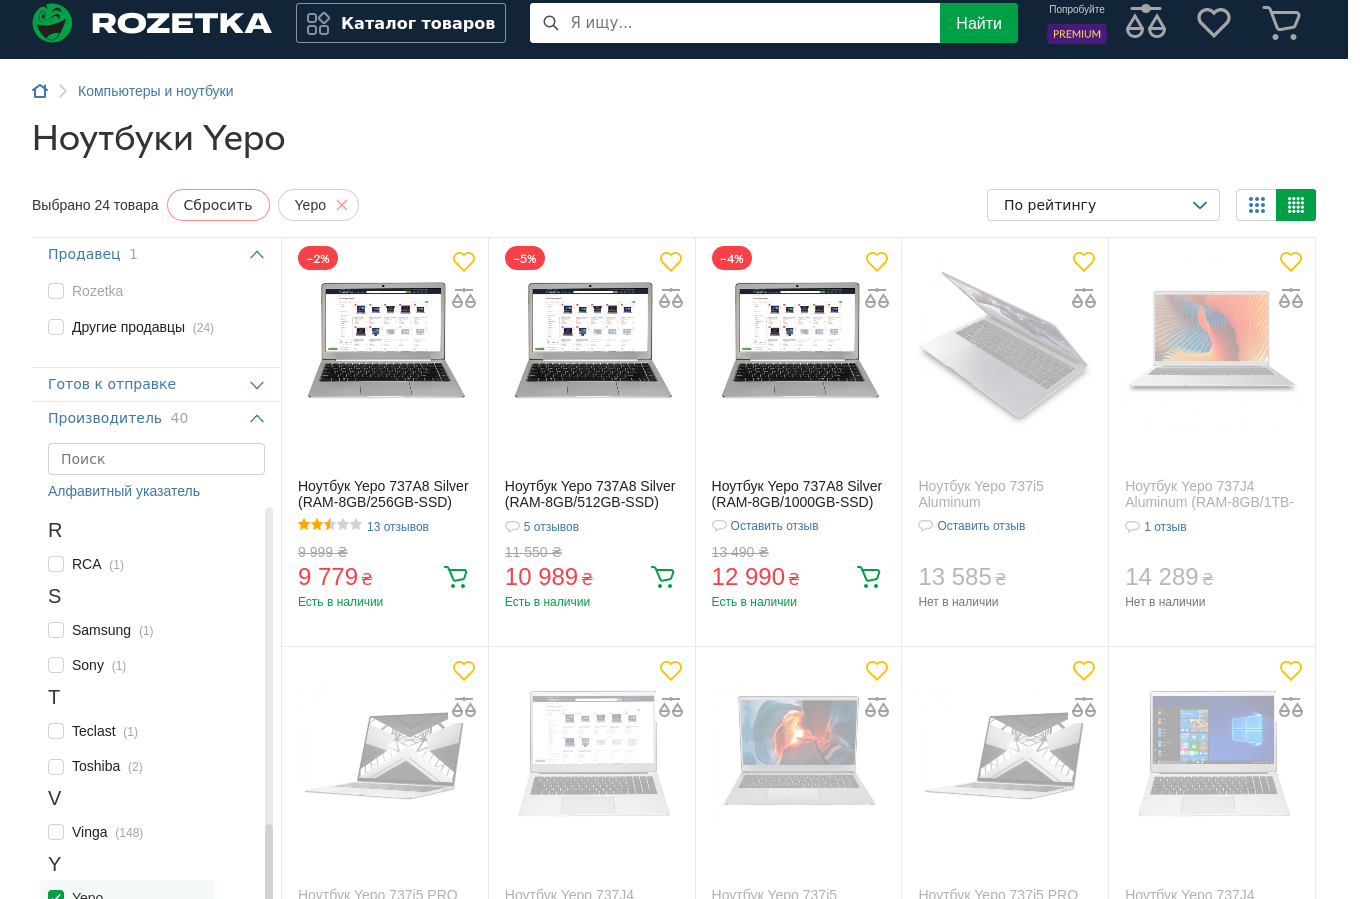 ROZETKA
Каталог товаров
Я ищу...
Найти
Попробуйте
PREMIUM
Компьютеры и ноутбуки
Ноутбуки Yepo
Выбрано 24 товара
Сбросить
Yepo
По рейтингу
Продавец 1
Rozetka
Другие продавцы (24)
Готов к отправке
Производитель 40
Поиск
Алфавитный указатель
R
RCA (1)
S
Samsung (1)
Sony (1)
T
Teclast (1)
Toshiba (2)
V
Vinga (148)
Y
Yepo
−2%
Ноутбук Yepo 737A8 Silver
(RAM-8GB/256GB-SSD)
13 отзывов
9 999 ₴
9 779 ₴
Есть в наличии
−5%
Ноутбук Yepo 737A8 Silver
(RAM-8GB/512GB-SSD)
5 отзывов
11 550 ₴
10 989 ₴
Есть в наличии
−4%
Ноутбук Yepo 737A8 Silver
(RAM-8GB/1000GB-SSD)
Оставить отзыв
13 490 ₴
12 990 ₴
Есть в наличии
Ноутбук Yepo 737i5
Aluminum
Оставить отзыв
13 585 ₴
Нет в наличии
Ноутбук Yepo 737J4
Aluminum (RAM-8GB/1TB-
1 отзыв
14 289 ₴
Нет в наличии
Ноутбук Yepo 737i5 PRO
Ноутбук Yepo 737J4
Ноутбук Yepo 737i5
Ноутбук Yepo 737i5 PRO
Ноутбук Yepo 737J4